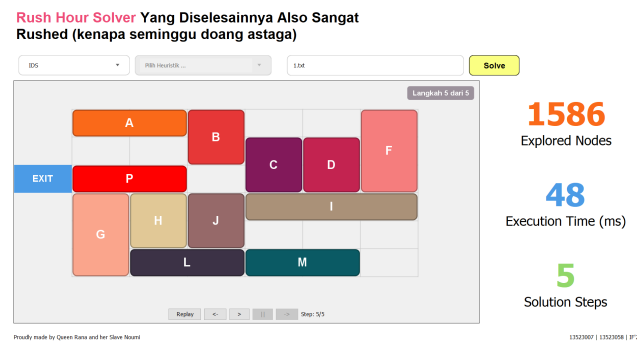 Rush Hour Solver Yang Diselesainnya Also Sangat
Rushed (kenapa seminggu doang astaga)
IDS
Pilih Heuristik ...
1.txt
Solve
Langkah 5 dari 5
A
B
C
D
F
EXIT
P
G
H
J
I
L
M
1586
Explored Nodes
48
Execution Time (ms)
5
Solution Steps
Replay
<-
>
||
->
Step: 5/5
Proudly made by Queen Rana and her Slave Noumi
13523007 | 13523058 |